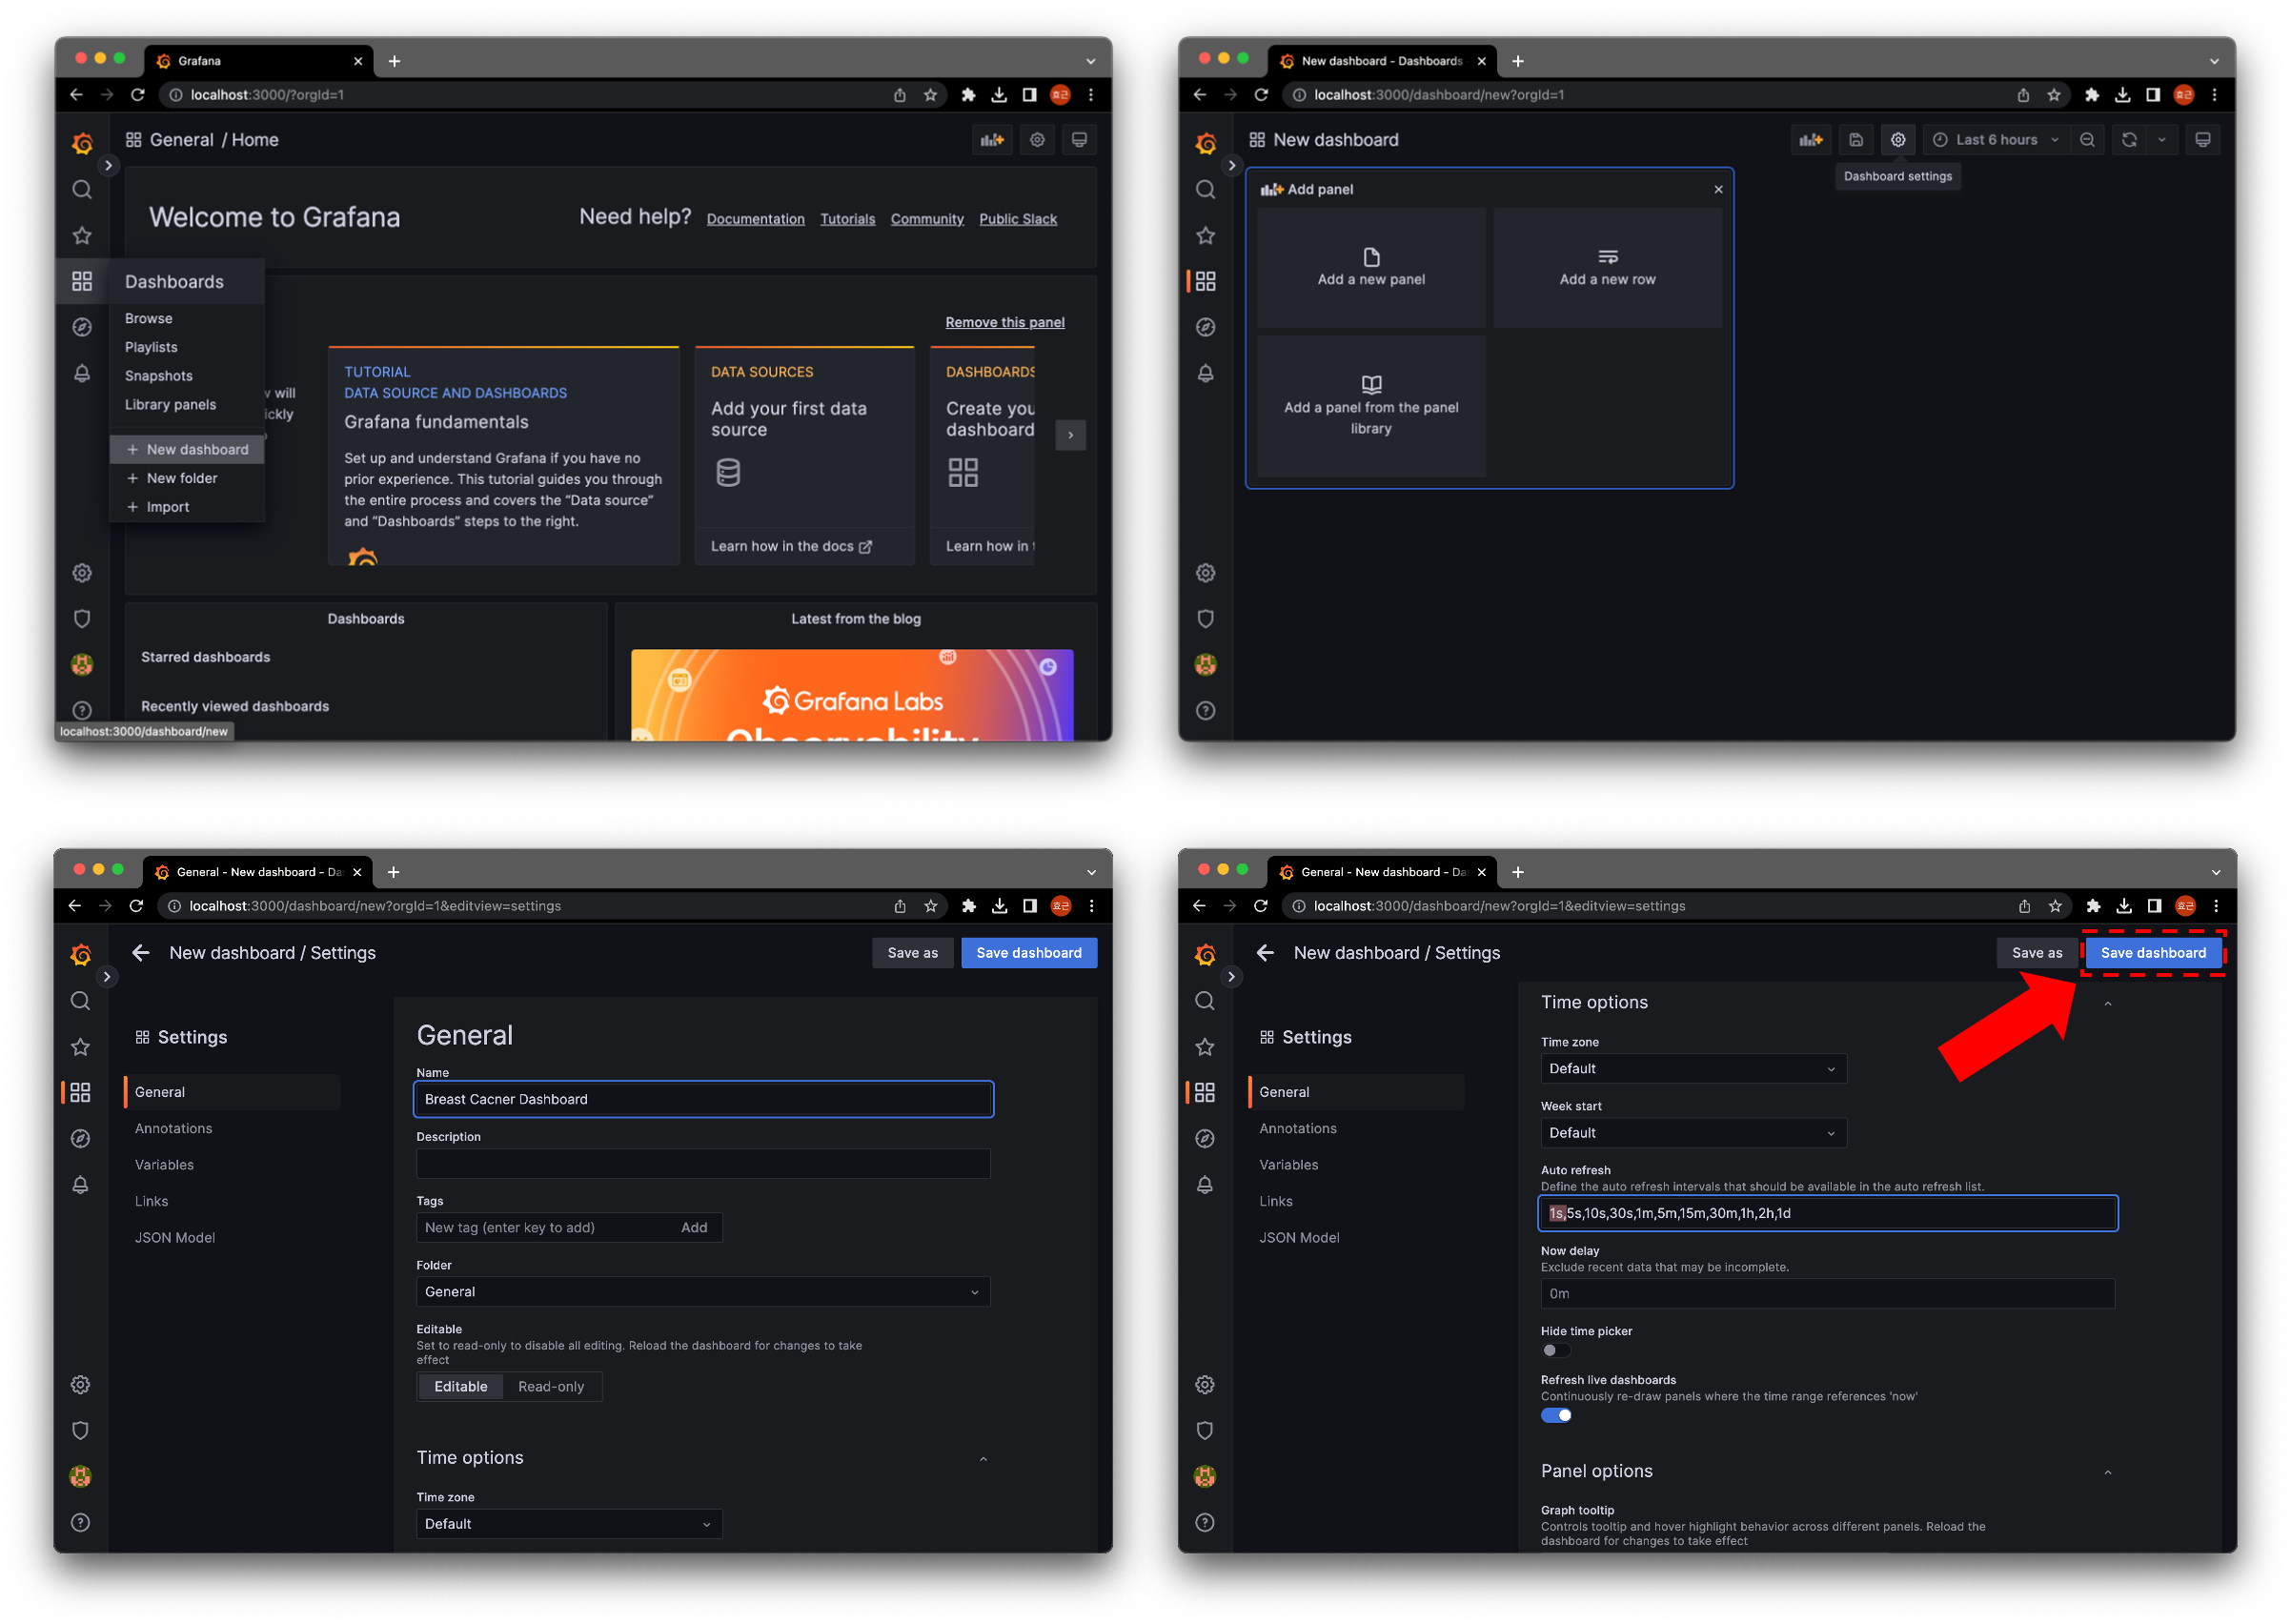 Grafana
localhost:3000/?orgId=1
효근
General / Home
Welcome to Grafana
Need help? Documentation Tutorials Community Public Slack
Dashboards
Browse
Playlists
Snapshots
Library panels
New dashboard
New folder
Import
Remove this panel
w will
ickly
TUTORIAL
DATA SOURCE AND DASHBOARDS
Grafana fundamentals
Set up and understand Grafana if you have no
prior experience. This tutorial guides you through
the entire process and covers the “Data source”
and “Dashboards” steps to the right.
DATA SOURCES
Add your first data
source
Learn how in the docs
DASHBOARDS
Create you
dashboard
Learn how in t
Dashboards
Starred dashboards
Recently viewed dashboards
Latest from the blog
Grafana Labs
Observability
localhost:3000/dashboard/new
New dashboard - Dashboards
localhost:3000/dashboard/new?orgId=1
효근
New dashboard
Last 6 hours
Dashboard settings
Add panel
Add a new panel
Add a new row
Add a panel from the panel
library
General - New dashboard - Da
localhost:3000/dashboard/new?orgId=1&editview=settings
효근
New dashboard / Settings
Save as
Save dashboard
Settings
General
Annotations
Variables
Links
JSON Model
General
Name
Breast Cacner Dashboard
Description
Tags
New tag (enter key to add)
Add
Folder
General
Editable
Set to read-only to disable all editing. Reload the dashboard for changes to take
effect
Editable
Read-only
Time options
Time zone
Default
General - New dashboard - Da
localhost:3000/dashboard/new?orgId=1&editview=settings
효근
New dashboard / Settings
Save as
Save dashboard
Settings
General
Annotations
Variables
Links
JSON Model
Time options
Time zone
Default
Week start
Default
Auto refresh
Define the auto refresh intervals that should be available in the auto refresh list.
1s,5s,10s,30s,1m,5m,15m,30m,1h,2h,1d
Now delay
Exclude recent data that may be incomplete.
0m
Hide time picker
Refresh live dashboards
Continuously re-draw panels where the time range references 'now'
Panel options
Graph tooltip
Controls tooltip and hover highlight behavior across different panels. Reload the
dashboard for changes to take effect